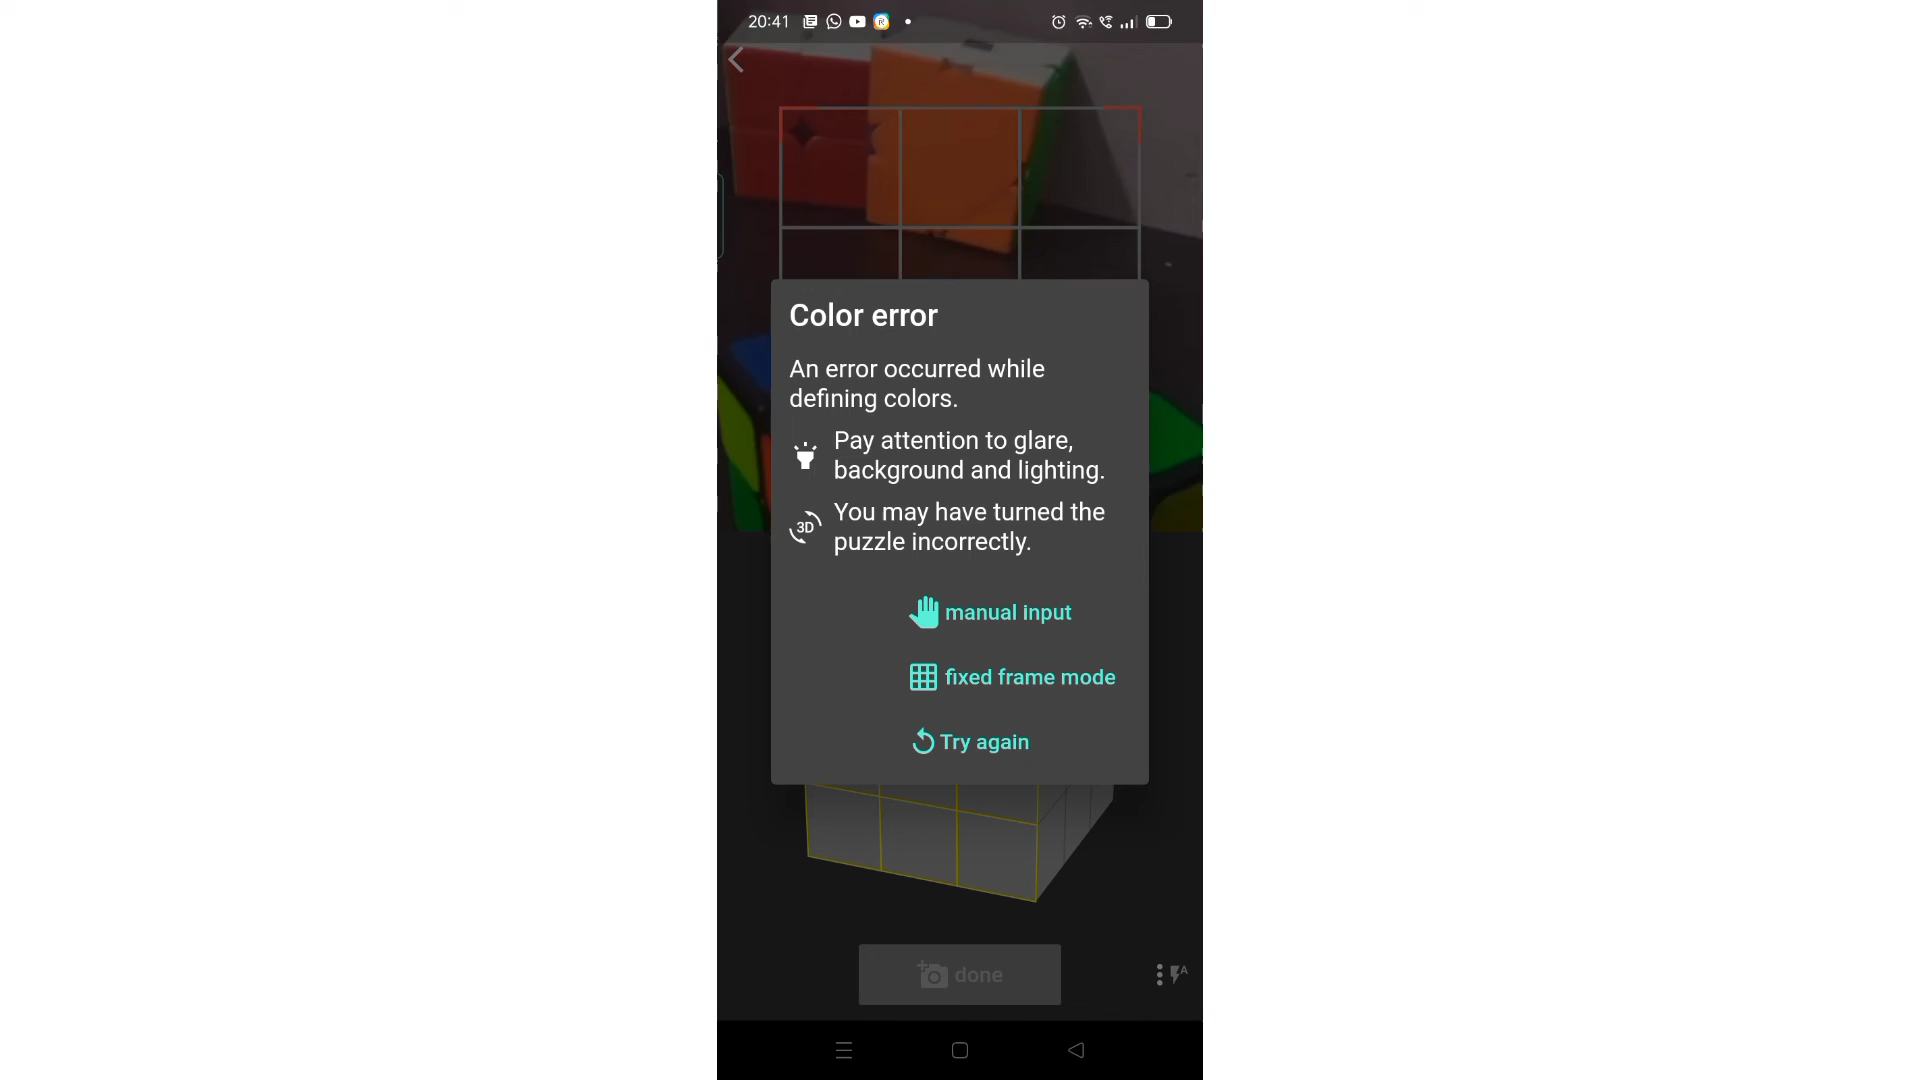 20:41
Color error
An error occurred while
defining colors.
Pay attention to glare,
background and lighting.
3D
You may have turned the
puzzle incorrectly.
manual input
fixed frame mode
Try again
done
A